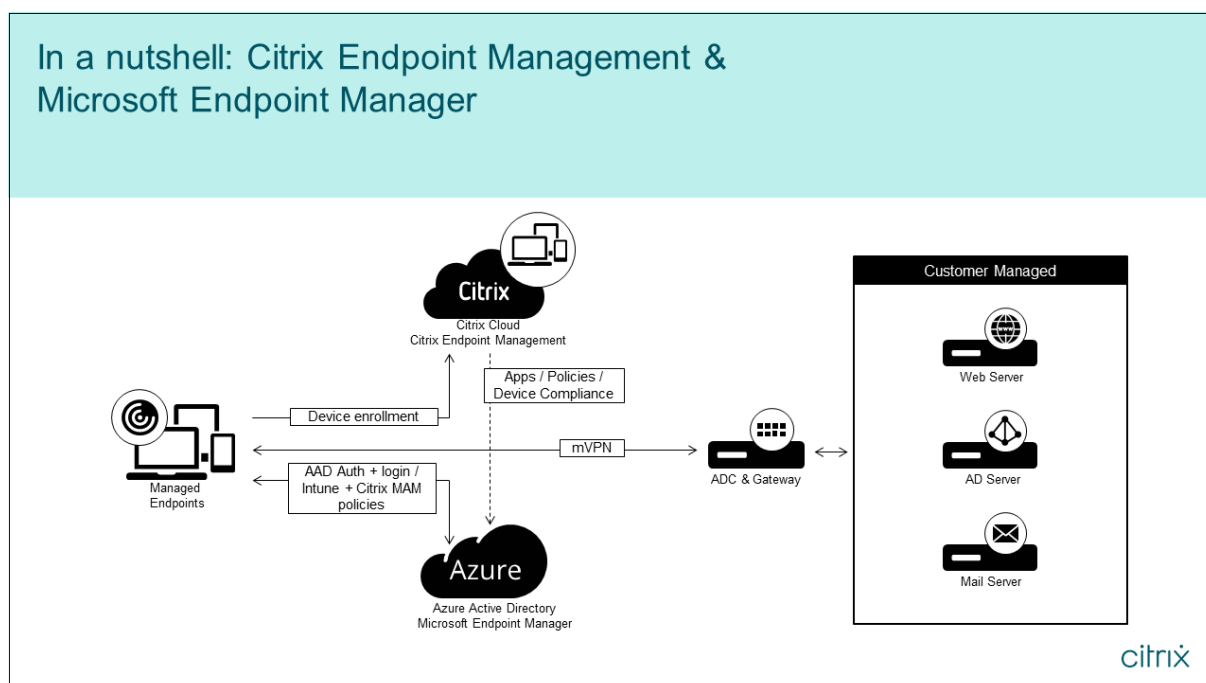 In a nutshell: Citrix Endpoint Management &
Microsoft Endpoint Manager
Citrix
Citrix Cloud
Citrix Endpoint Management
Apps / Policies /
Device Compliance
Device enrollment
mVPN
AAD Auth + login /
Intune + Citrix MAM
policies
Managed
Endpoints
Azure
Azure Active Directory
Microsoft Endpoint Manager
ADC & Gateway
Customer Managed
WWW
Web Server
AD Server
Mail Server
citrix